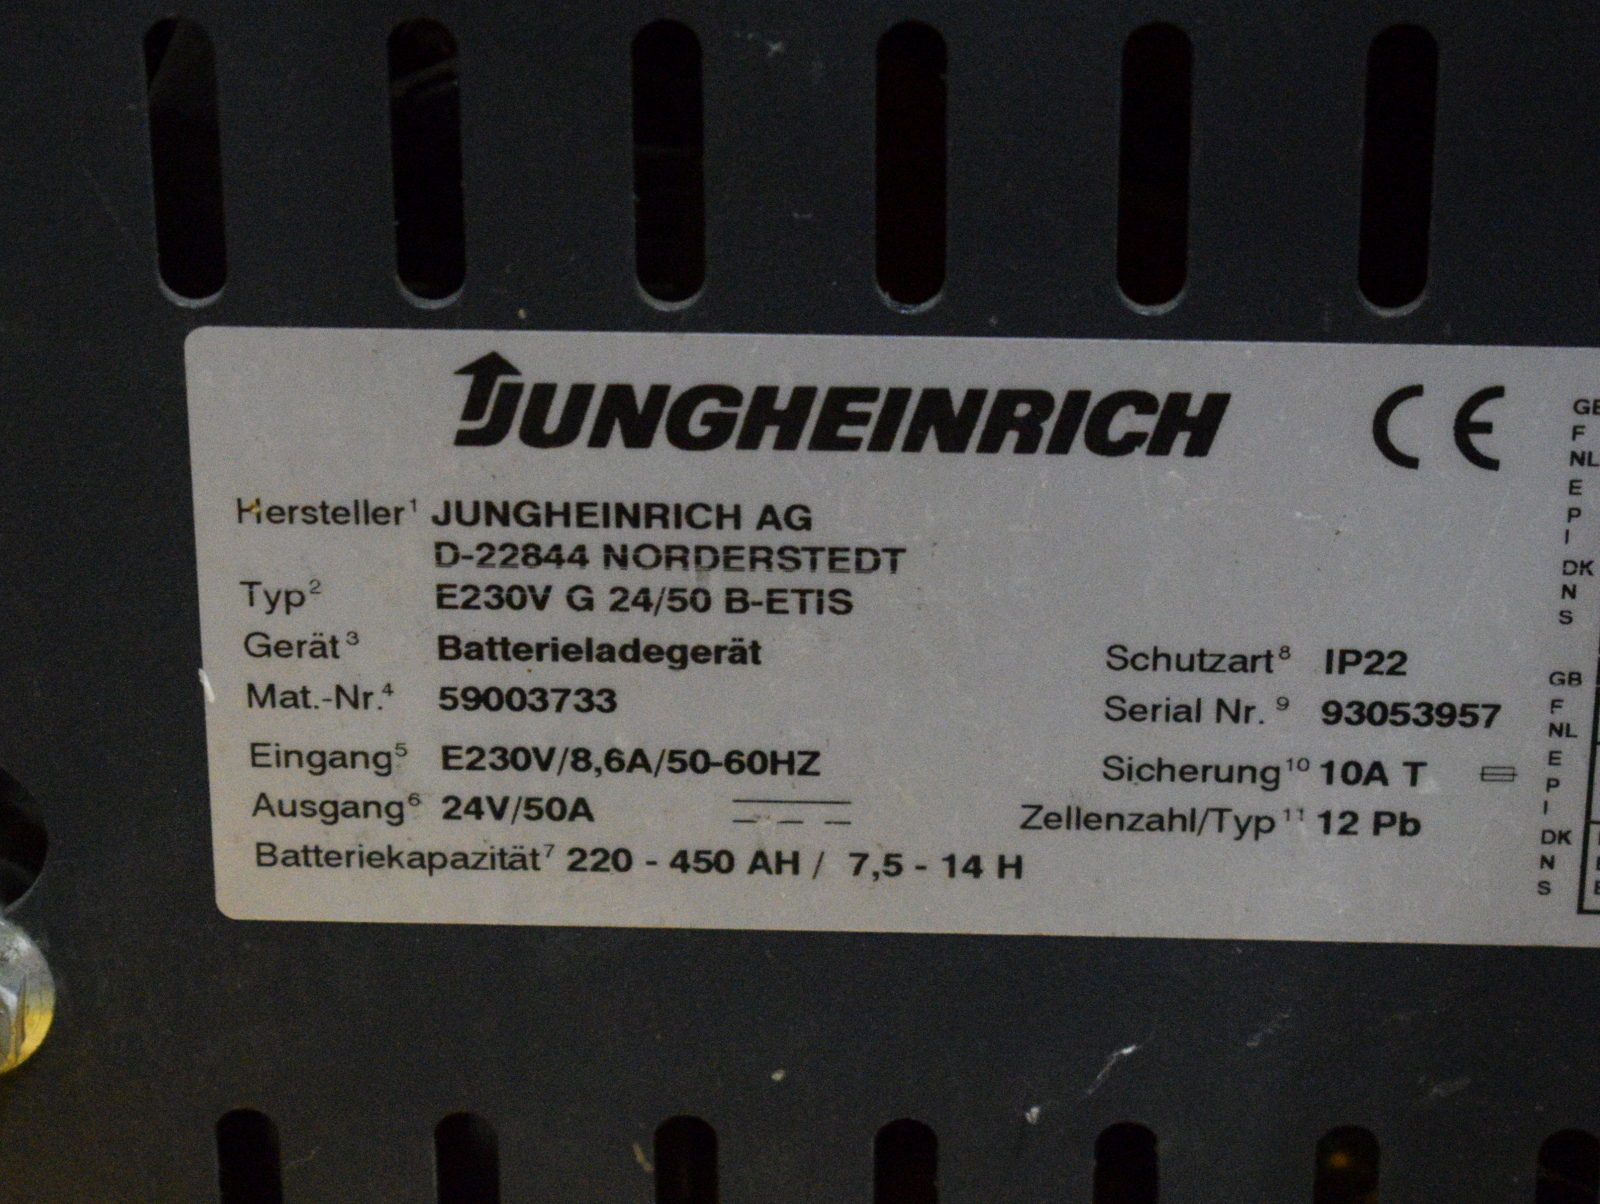 JUNGHEINRICH CE
Hersteller¹ JUNGHEINRICH AG
D-22844 NORDERSTEDT
Typ² E230V G 24/50 B-ETIS
Gerät³ Batterieladegerät
Schutzart⁸ IP22
Mat.-Nr.⁴ 59003733
Serial Nr.⁹ 93053957
Eingang⁵ E230V/8,6A/50-60HZ
Sicherung¹⁰ 10A T
Ausgang⁶ 24V/50A
Zellenzahl/Typ¹¹ 12 Pb
Batteriekapazität⁷ 220 - 450 AH / 7,5 - 14 H
F
NL
E
P
I
DK
N
S
GB
F
NL
E
P
I
DK
N
S